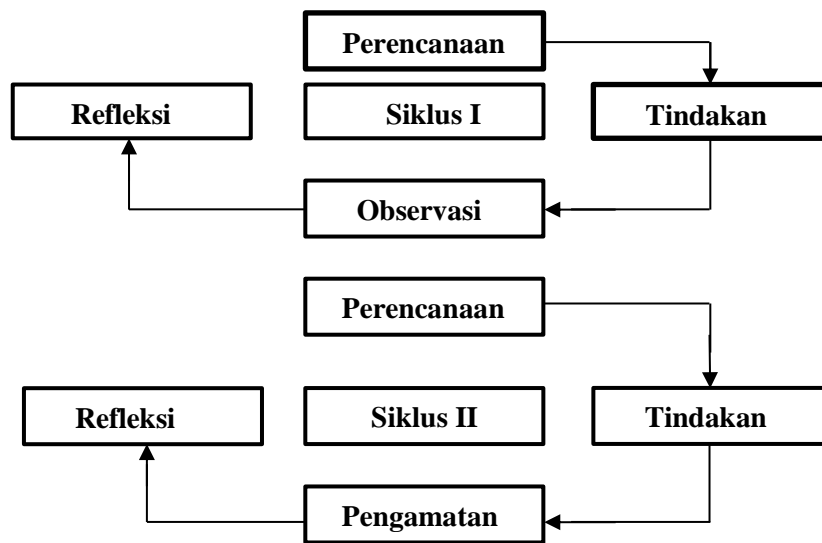 Perencanaan
Refleksi Siklus I Tindakan
Observasi
Perencanaan
Refleksi Siklus II Tindakan
Pengamatan